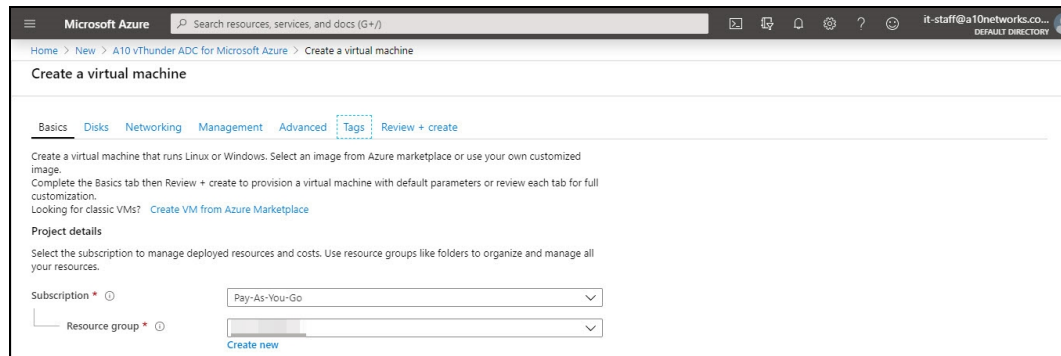 Microsoft Azure
Search resources, services, and docs (G+/)
it-staff@a10networks.co...
DEFAULT DIRECTORY
Home > New > A10 vThunder ADC for Microsoft Azure > Create a virtual machine
Create a virtual machine
Basics Disks Networking Management Advanced Tags Review + create
Create a virtual machine that runs Linux or Windows. Select an image from Azure marketplace or use your own customized
image.
Complete the Basics tab then Review + create to provision a virtual machine with default parameters or review each tab for full
customization.
Looking for classic VMs? Create VM from Azure Marketplace
Project details
Select the subscription to manage deployed resources and costs. Use resource groups like folders to organize and manage all
your resources.
Subscription * Pay-As-You-Go
Resource group *
Create new